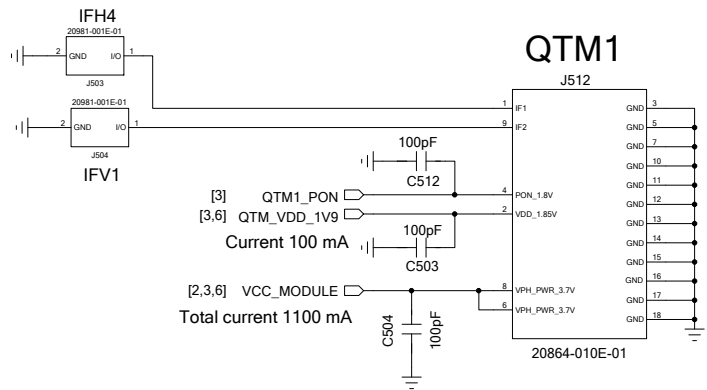 IFH4
20981-001E-01
2 GND I/O 1
J503
20981-001E-01
2 GND I/O 1
J504
IFV1
QTM1
J512
1 IF1 GND 3
9 IF2 GND 5
GND 7
GND 10
GND 11
GND 12
GND 13
GND 14
GND 15
GND 16
GND 17
GND 18
100pF
C512
[3] QTM1_PON 4 PON_1.8V
[3,6] QTM_VDD_1V9 2 VDD_1.85V
Current 100 mA
100pF
C503
[2,3,6] VCC_MODULE 8 VPH_PWR_3.7V
6 VPH_PWR_3.7V
Total current 1100 mA
C504
100pF
20864-010E-01